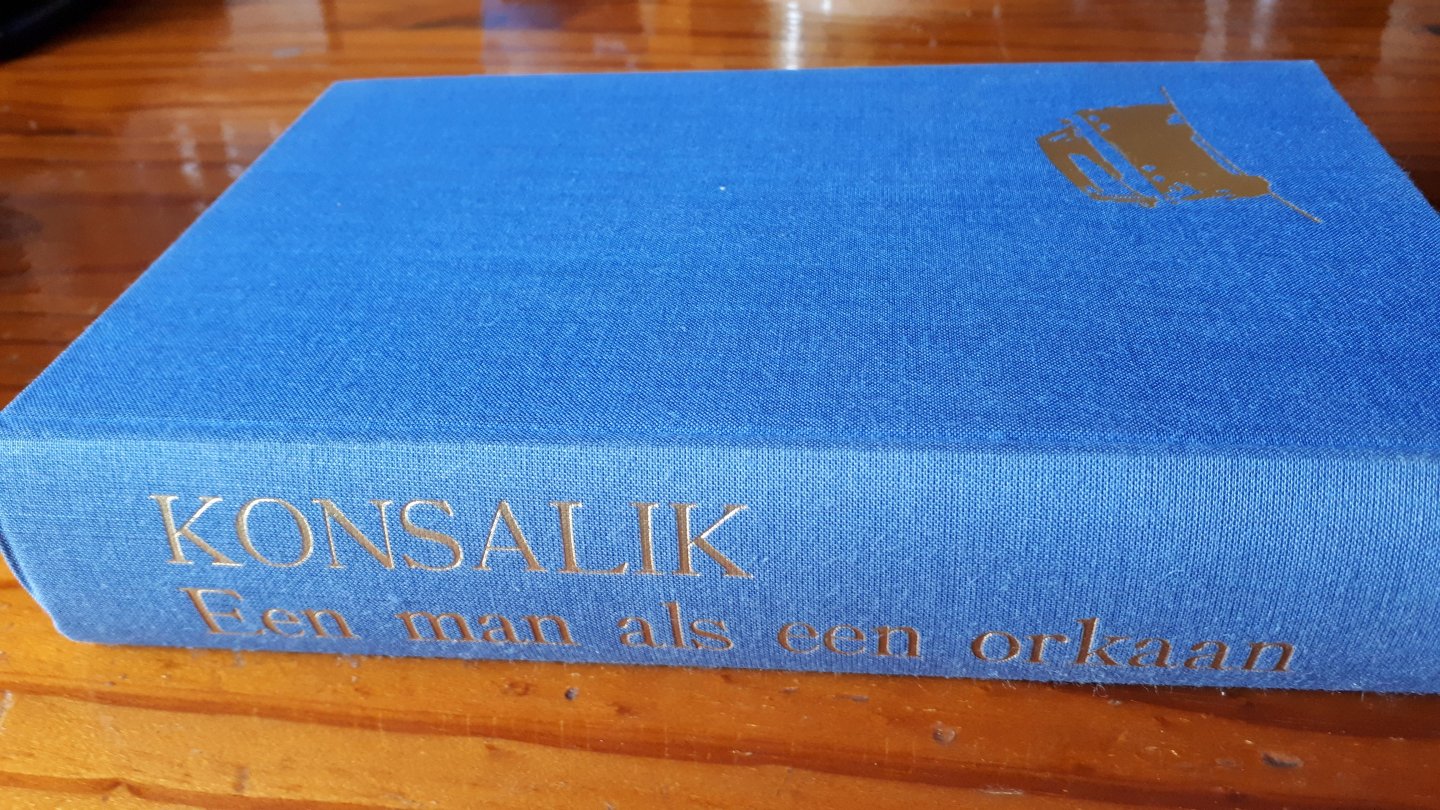 KONSALIK
Een man als een orkaan